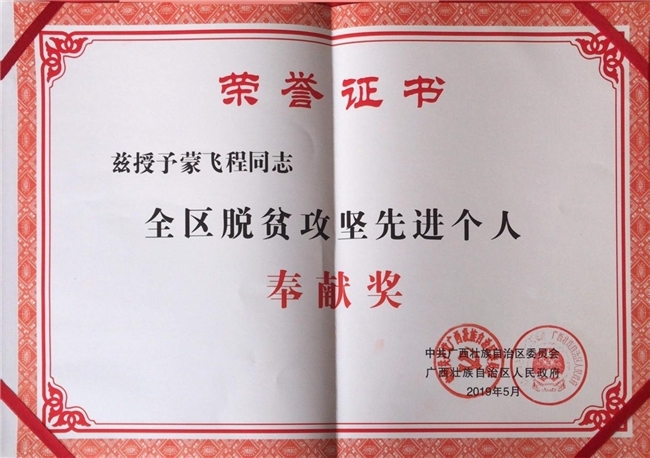 荣誉证书
兹授予蒙飞程同志
全区脱贫攻坚先进个人
奉献奖
中共广西壮族自治区委员会
广西壮族自治区人民政府
2019年5月